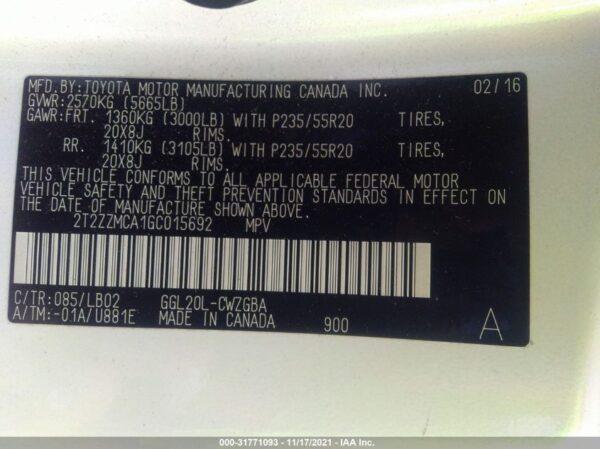 MFD.BY:TOYOTA MOTOR MANUFACTURING CANADA INC. 02/16
GVWR:2570KG (5665LB)
GAWR:FRT. 1360KG (3000LB) WITH P235/55R20 TIRES,
20X8J RIMS.
RR. 1410KG (3105LB) WITH P235/55R20 TIRES,
20X8J RIMS.
THIS VEHICLE CONFORMS TO ALL APPLICABLE FEDERAL MOTOR
VEHICLE SAFETY AND THEFT PREVENTION STANDARDS IN EFFECT ON
THE DATE OF MANUFACTURE SHOWN ABOVE.
2T2ZZMCA1GC015692 MPV
C/TR:085/LB02 GGL20L-CWZGBA
A/TM:-01A/U881E MADE IN CANADA 900 A
000-31771093 - 11/17/2021 - IAA Inc.